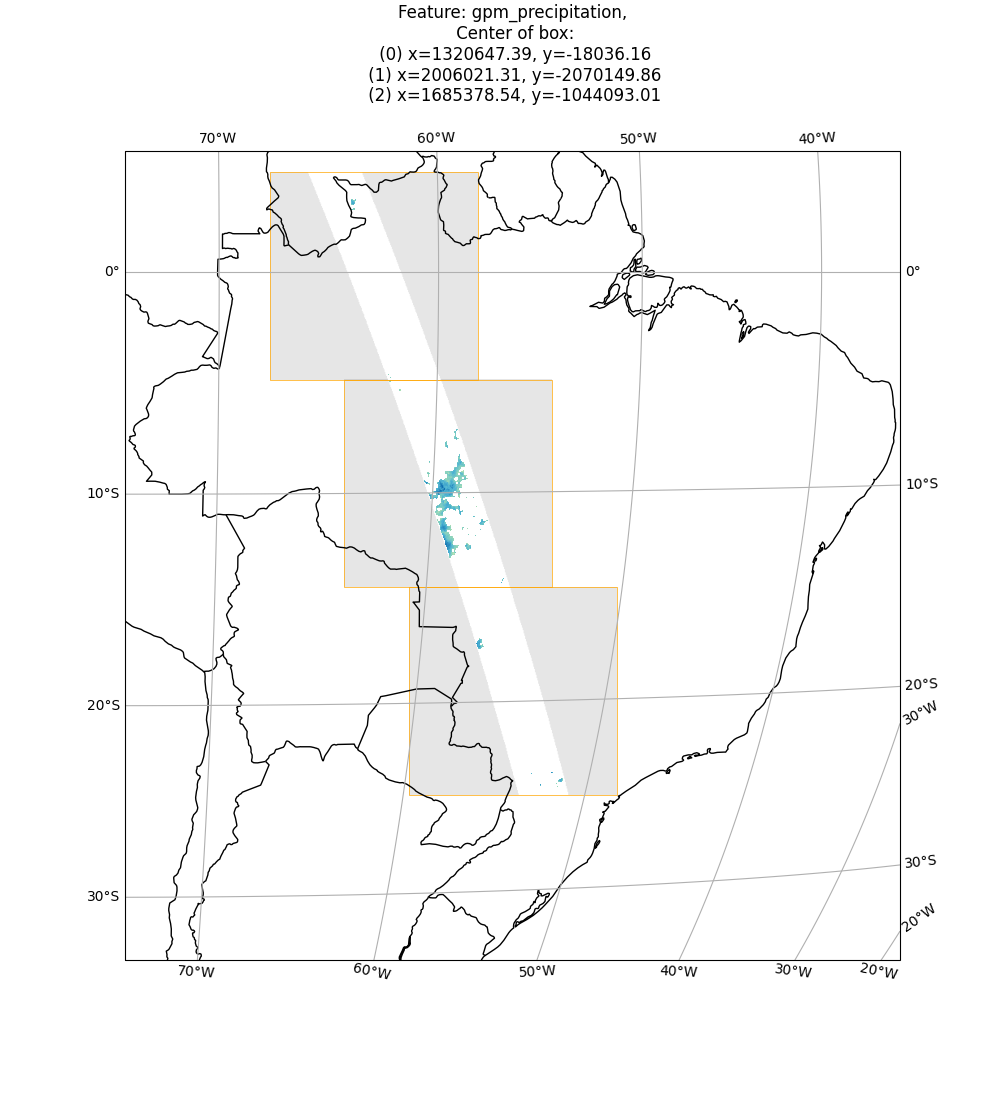 Feature: gpm_precipitation,
Center of box:
(0) x=1320647.39, y=-18036.16
(1) x=2006021.31, y=-2070149.86
(2) x=1685378.54, y=-1044093.01
70°W 60°W 50°W 40°W
0° 0°
10°S 10°S
20°S 20°S
30°W
30°S 30°S
20°W
70°W 60°W 50°W 40°W 30°W 20°W